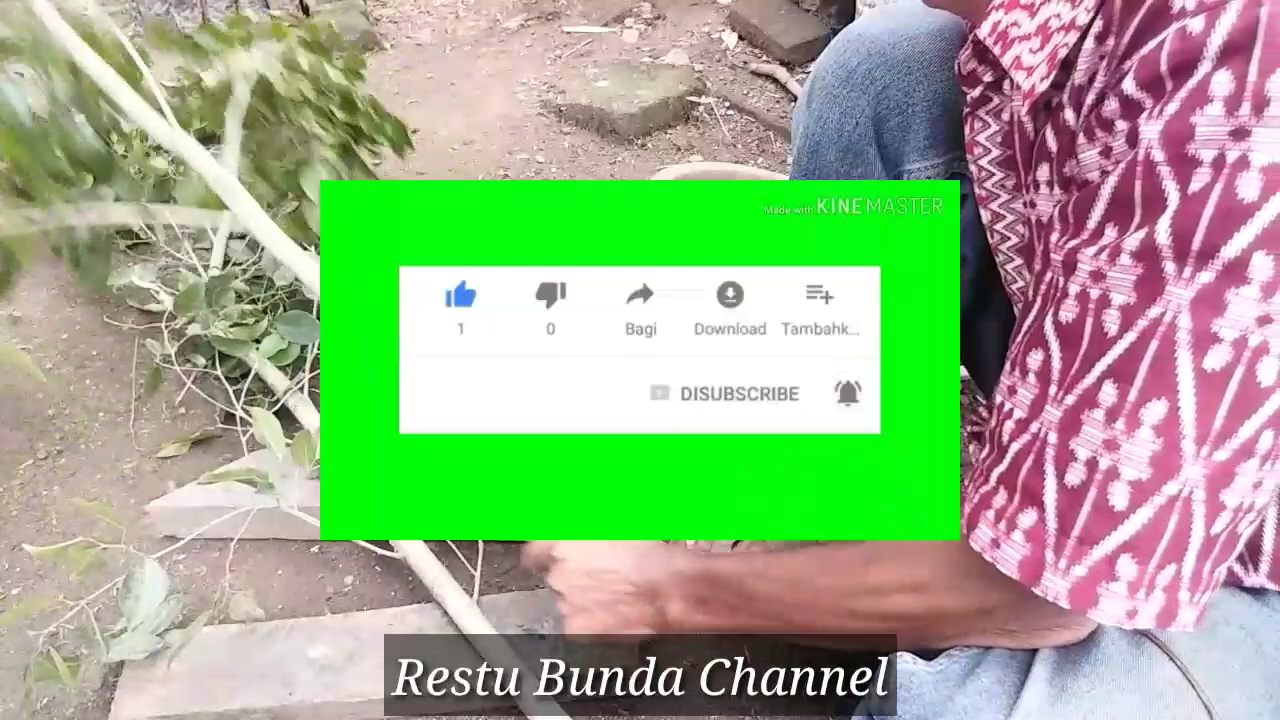 Made with KINEMASTER
1 0 Bagi Download Tambahk...
DISUBSCRIBE
Restu Bunda Channel